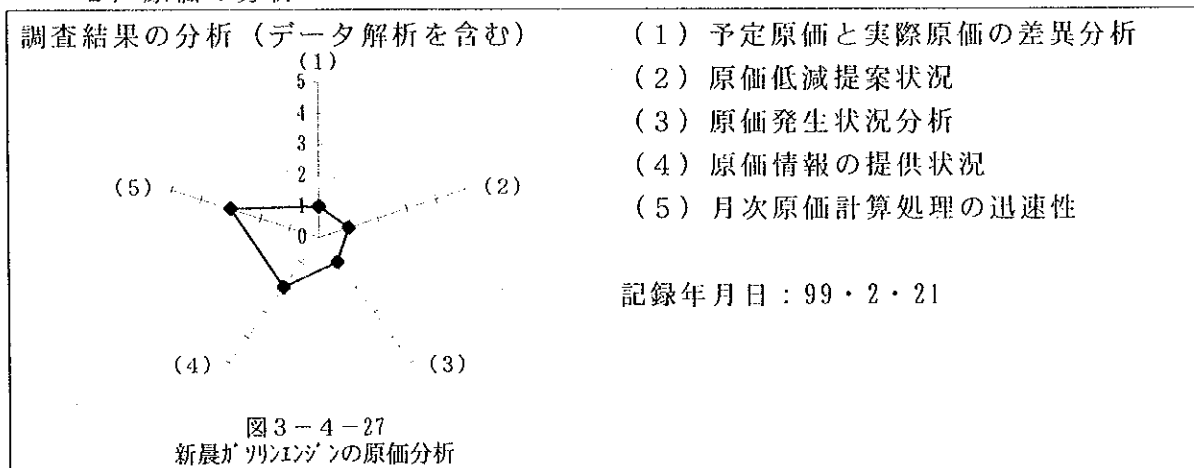 調査結果の分析（データ解析を含む）
(1)
5
4
3
2
1
0
(2)
(3)
(4)
(5)
図3－4－27
新晨ｶﾞｿﾘﾝｴﾝｼﾞﾝの原価分析
（1）予定原価と実際原価の差異分析
（2）原価低減提案状況
（3）原価発生状況分析
（4）原価情報の提供状況
（5）月次原価計算処理の迅速性
記録年月日：99・2・21